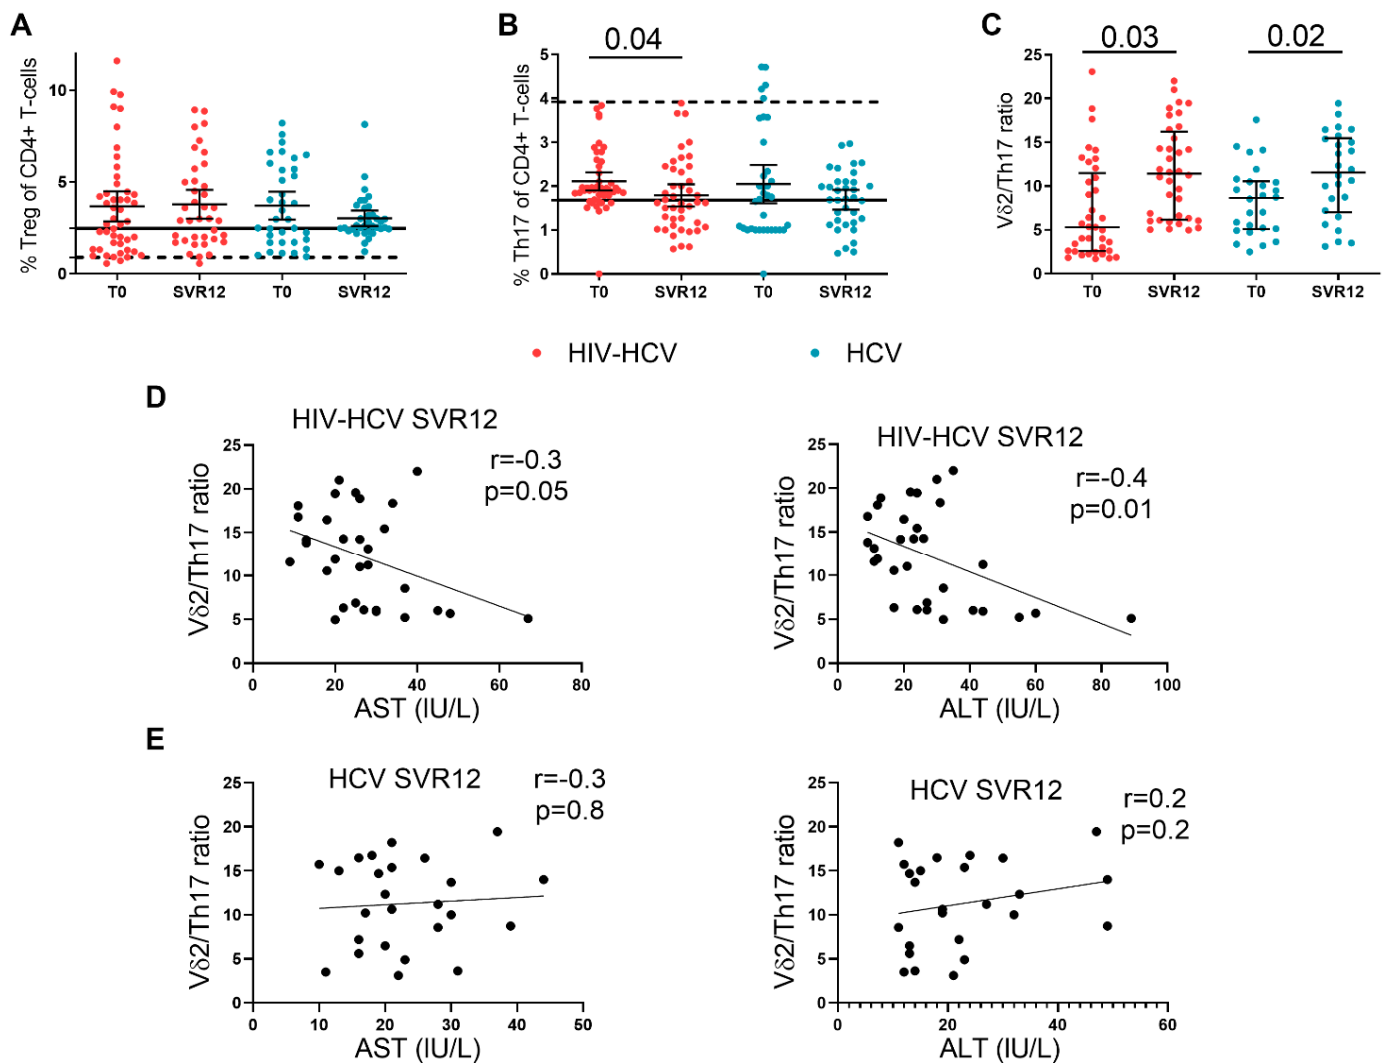 A
B
C
% Treg of CD4+ T-cells
10
5
0
T0
SVR12
T0
SVR12
% Th17 of CD4+ T-cells
0.04
5
4
3
2
1
0
T0
SVR12
T0
SVR12
Vδ2/Th17 ratio
0.03
0.02
25
20
15
10
5
0
T0
SVR12
T0
SVR12
HIV-HCV
HCV
D
HIV-HCV SVR12
r=-0.3
p=0.05
Vδ2/Th17 ratio
25
20
15
10
5
0
0
20
40
60
80
AST (IU/L)
HIV-HCV SVR12
r=-0.4
p=0.01
Vδ2/Th17 ratio
25
20
15
10
5
0
0
20
40
60
80
100
ALT (IU/L)
E
HCV SVR12
r=-0.3
p=0.8
Vδ2/Th17 ratio
25
20
15
10
5
0
0
10
20
30
40
50
AST (IU/L)
HCV SVR12
r=0.2
p=0.2
Vδ2/Th17 ratio
25
20
15
10
5
0
0
20
40
60
ALT (IU/L)